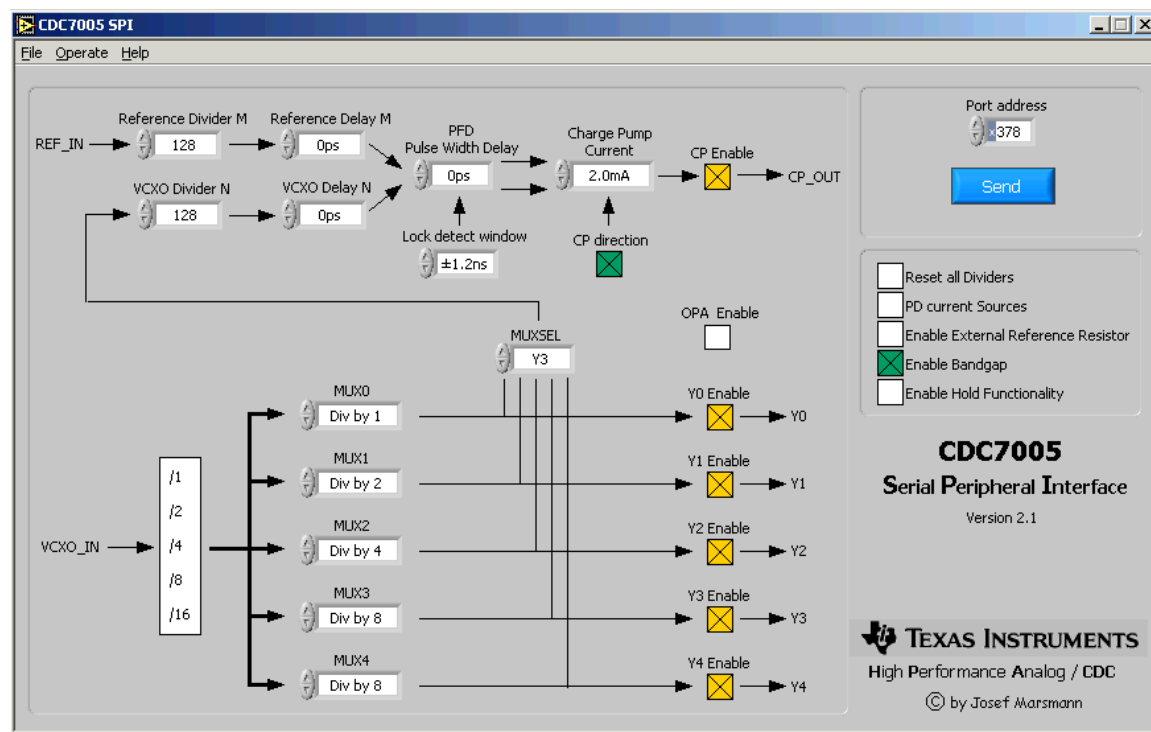 CDC7005 SPI
File Operate Help
REF_IN
Reference Divider M
128
Reference Delay M
0ps
PFD
Pulse Width Delay
0ps
Charge Pump
Current
2.0mA
CP Enable
CP_OUT
VCXO Divider N
128
VCXO Delay N
0ps
Lock detect window
±1.2ns
CP direction
OPA Enable
MUXSEL
Y3
VCXO_IN
/1
/2
/4
/8
/16
MUX0
Div by 1
Y0 Enable
Y0
MUX1
Div by 2
Y1 Enable
Y1
MUX2
Div by 4
Y2 Enable
Y2
MUX3
Div by 8
Y3 Enable
Y3
MUX4
Div by 8
Y4 Enable
Y4
Port address
x378
Send
Reset all Dividers
PD current Sources
Enable External Reference Resistor
Enable Bandgap
Enable Hold Functionality
CDC7005
Serial Peripheral Interface
Version 2.1
TEXAS INSTRUMENTS
High Performance Analog / CDC
© by Josef Marsmann